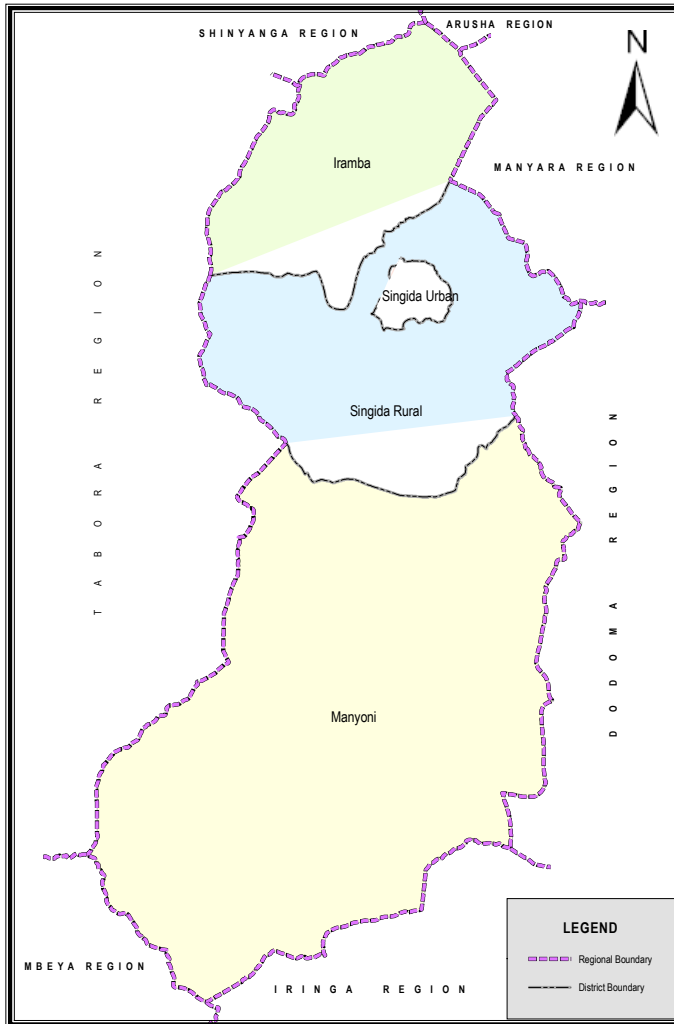 SHINYANGA REGION
ARUSHA REGION
N
Iramba
MANYARA REGION
TABORA REGION
Singida Urban
Singida Rural
DODOMA REGION
Manyoni
MBEYA REGION
IRINGA REGION
LEGEND
Regional Boundary
District Boundary